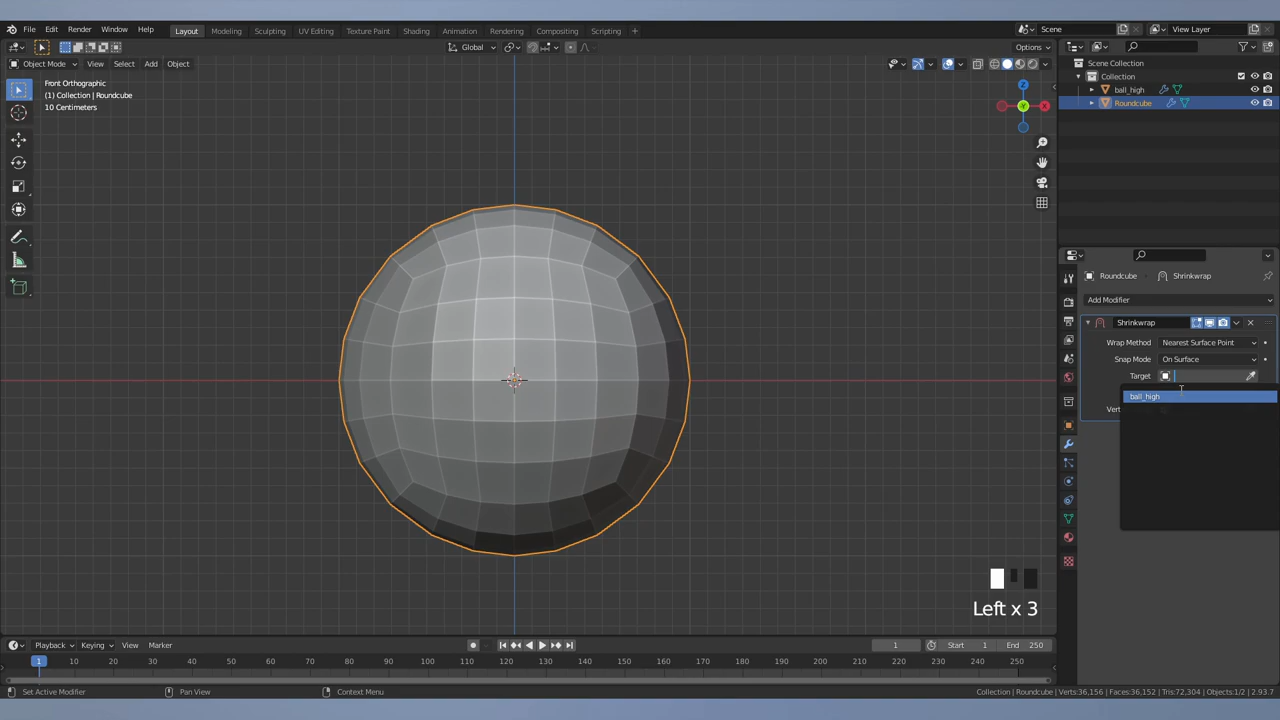 File Edit Render Window Help Layout Modeling Sculpting UV Editing Texture Paint Shading Animation Rendering Compositing Scripting + Scene View Layer
Global Options
Object Mode View Select Add Object
Front Orthographic
(1) Collection | Roundcube
10 Centimeters
Z
Y
X
Scene Collection
Collection
ball_high
Roundcube
Roundcube > Shrinkwrap
Add Modifier
Shrinkwrap
Wrap Method Nearest Surface Point
Snap Mode On Surface
Target
ball_high
Vert
Left x 3
Playback Keying View Marker 1 Start 1 End 250
1 10 20 30 40 50 60 70 80 90 100 110 120 130 140 150 160 170 180 190 200 210 220 230 240 250
Set Active Modifier Pan View Context Menu Collection | Roundcube | Verts:36,156 | Faces:36,152 | Tris:72,304 | Objects:1/2 | 2.93.7